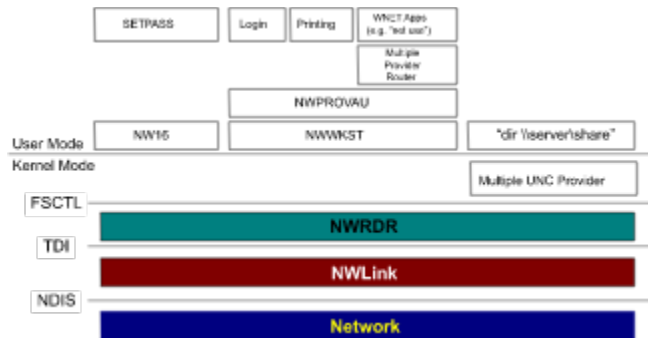 SETPASS
Login
Printing
WNET Apps
(e.g. "net use")
Multiple
Provider
Router
NWPROVAU
User Mode
NW16
NWWKST
"dir \\server\share"
Kernel Mode
Multiple UNC Provider
FSCTL
NWRDR
TDI
NWLink
NDIS
Network